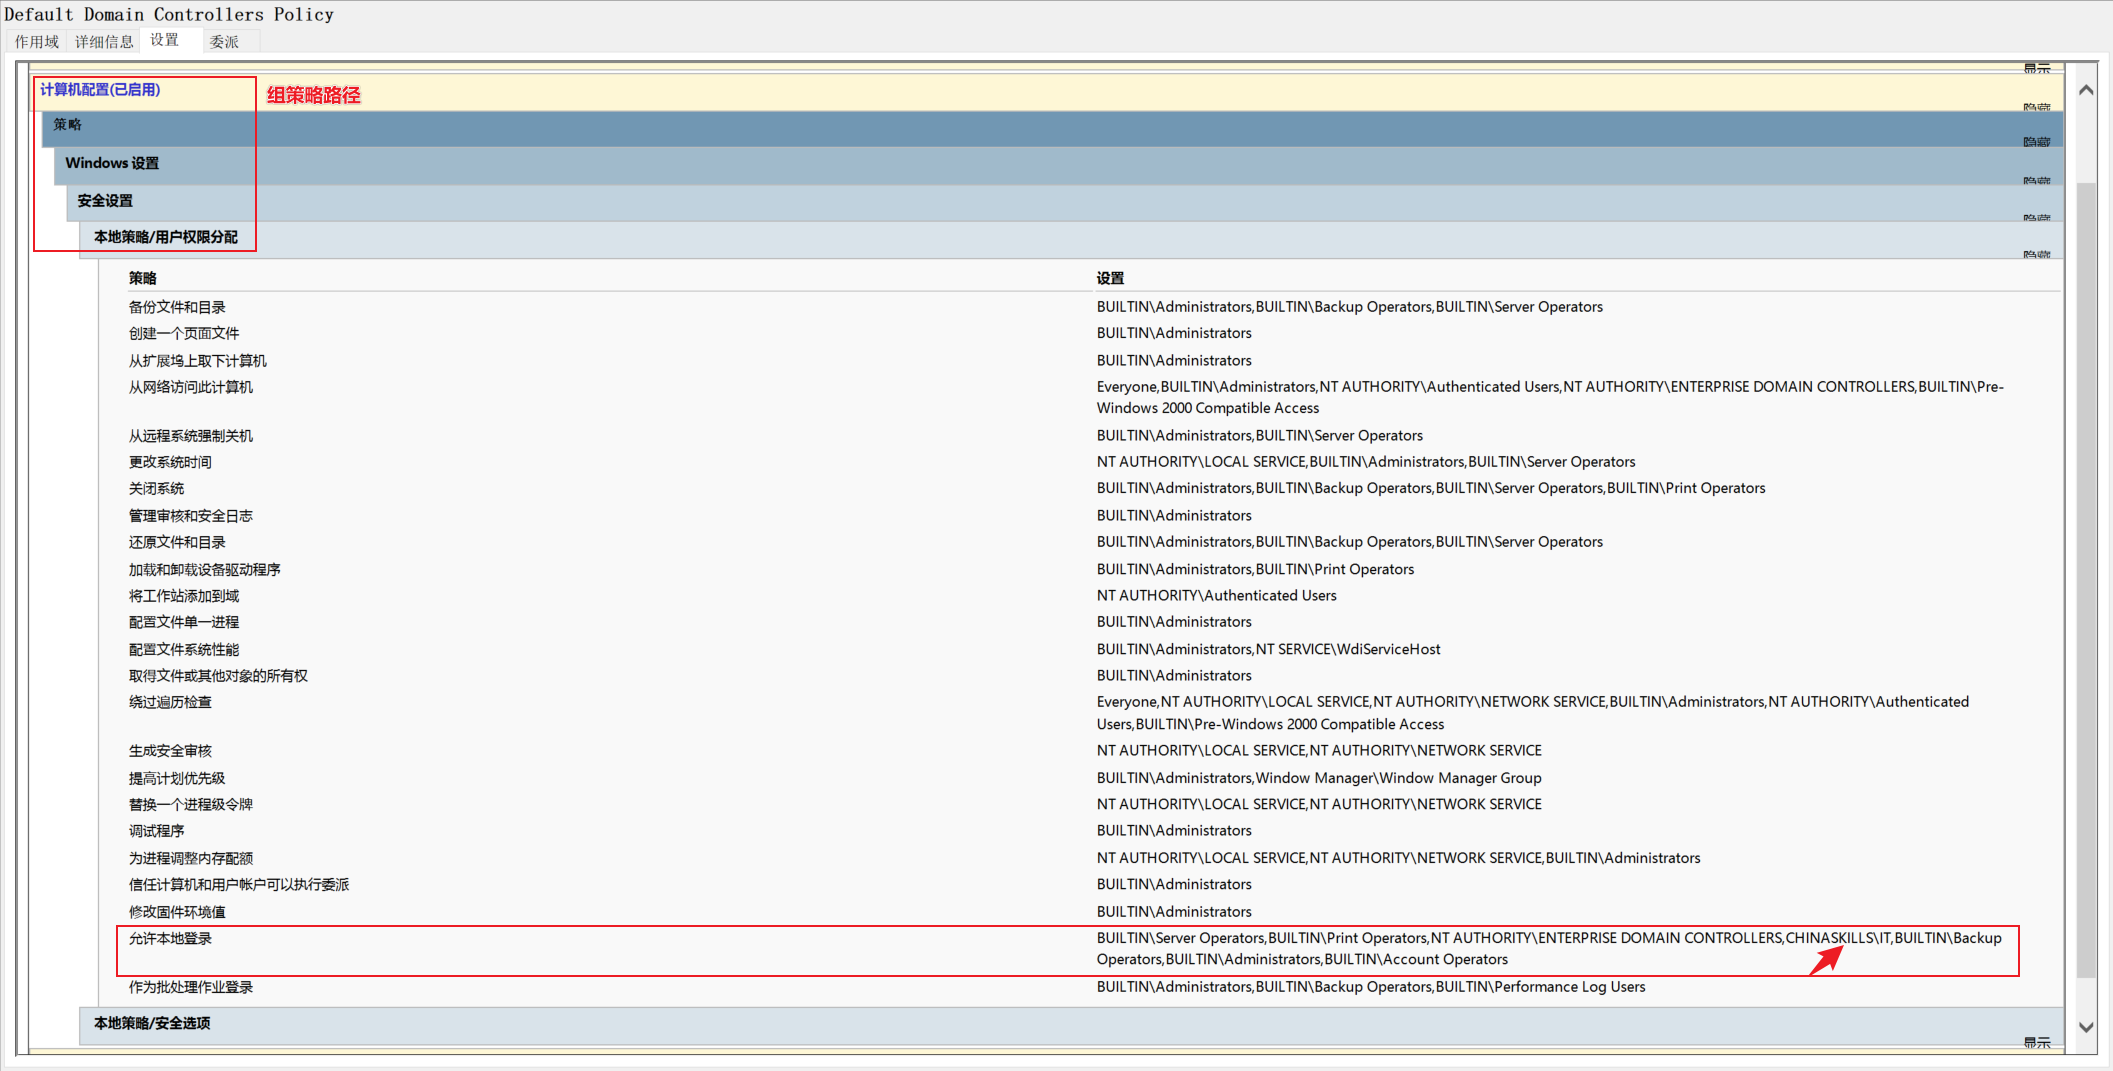 Default Domain Controllers Policy
作用域 详细信息 设置 委派
显示
计算机配置(已启用) 组策略路径
隐藏
策略
隐藏
Windows 设置
隐藏
安全设置
隐藏
本地策略/用户权限分配
隐藏
策略 设置
备份文件和目录 BUILTIN\Administrators,BUILTIN\Backup Operators,BUILTIN\Server Operators
创建一个页面文件 BUILTIN\Administrators
从扩展坞上取下计算机 BUILTIN\Administrators
从网络访问此计算机 Everyone,BUILTIN\Administrators,NT AUTHORITY\Authenticated Users,NT AUTHORITY\ENTERPRISE DOMAIN CONTROLLERS,BUILTIN\Pre-
Windows 2000 Compatible Access
从远程系统强制关机 BUILTIN\Administrators,BUILTIN\Server Operators
更改系统时间 NT AUTHORITY\LOCAL SERVICE,BUILTIN\Administrators,BUILTIN\Server Operators
关闭系统 BUILTIN\Administrators,BUILTIN\Backup Operators,BUILTIN\Server Operators,BUILTIN\Print Operators
管理审核和安全日志 BUILTIN\Administrators
还原文件和目录 BUILTIN\Administrators,BUILTIN\Backup Operators,BUILTIN\Server Operators
加载和卸载设备驱动程序 BUILTIN\Administrators,BUILTIN\Print Operators
将工作站添加到域 NT AUTHORITY\Authenticated Users
配置文件单一进程 BUILTIN\Administrators
配置文件系统性能 BUILTIN\Administrators,NT SERVICE\WdiServiceHost
取得文件或其他对象的所有权 BUILTIN\Administrators
绕过遍历检查 Everyone,NT AUTHORITY\LOCAL SERVICE,NT AUTHORITY\NETWORK SERVICE,BUILTIN\Administrators,NT AUTHORITY\Authenticated
Users,BUILTIN\Pre-Windows 2000 Compatible Access
生成安全审核 NT AUTHORITY\LOCAL SERVICE,NT AUTHORITY\NETWORK SERVICE
提高计划优先级 BUILTIN\Administrators,Window Manager\Window Manager Group
替换一个进程级令牌 NT AUTHORITY\LOCAL SERVICE,NT AUTHORITY\NETWORK SERVICE
调试程序 BUILTIN\Administrators
为进程调整内存配额 NT AUTHORITY\LOCAL SERVICE,NT AUTHORITY\NETWORK SERVICE,BUILTIN\Administrators
信任计算机和用户帐户可以执行委派 BUILTIN\Administrators
修改固件环境值 BUILTIN\Administrators
允许本地登录 BUILTIN\Server Operators,BUILTIN\Print Operators,NT AUTHORITY\ENTERPRISE DOMAIN CONTROLLERS,CHINASKILLS\IT,BUILTIN\Backup
Operators,BUILTIN\Administrators,BUILTIN\Account Operators
作为批处理作业登录 BUILTIN\Administrators,BUILTIN\Backup Operators,BUILTIN\Performance Log Users
本地策略/安全选项
显示